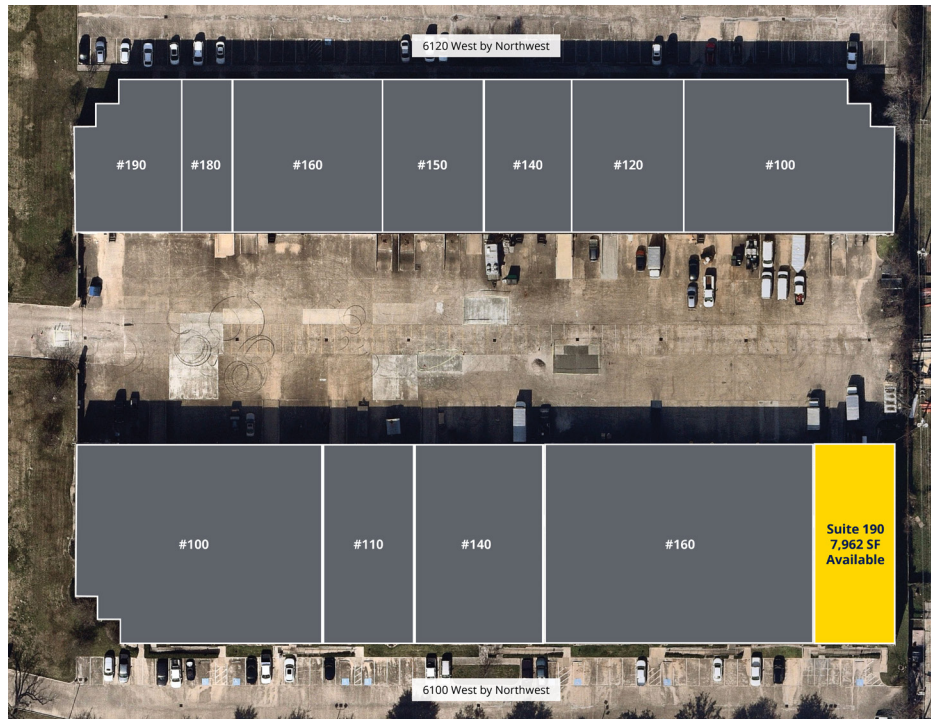 6120 West by Northwest
#190
#180
#160
#150
#140
#120
#100
#100
#110
#140
#160
Suite 190
7,962 SF
Available
6100 West by Northwest